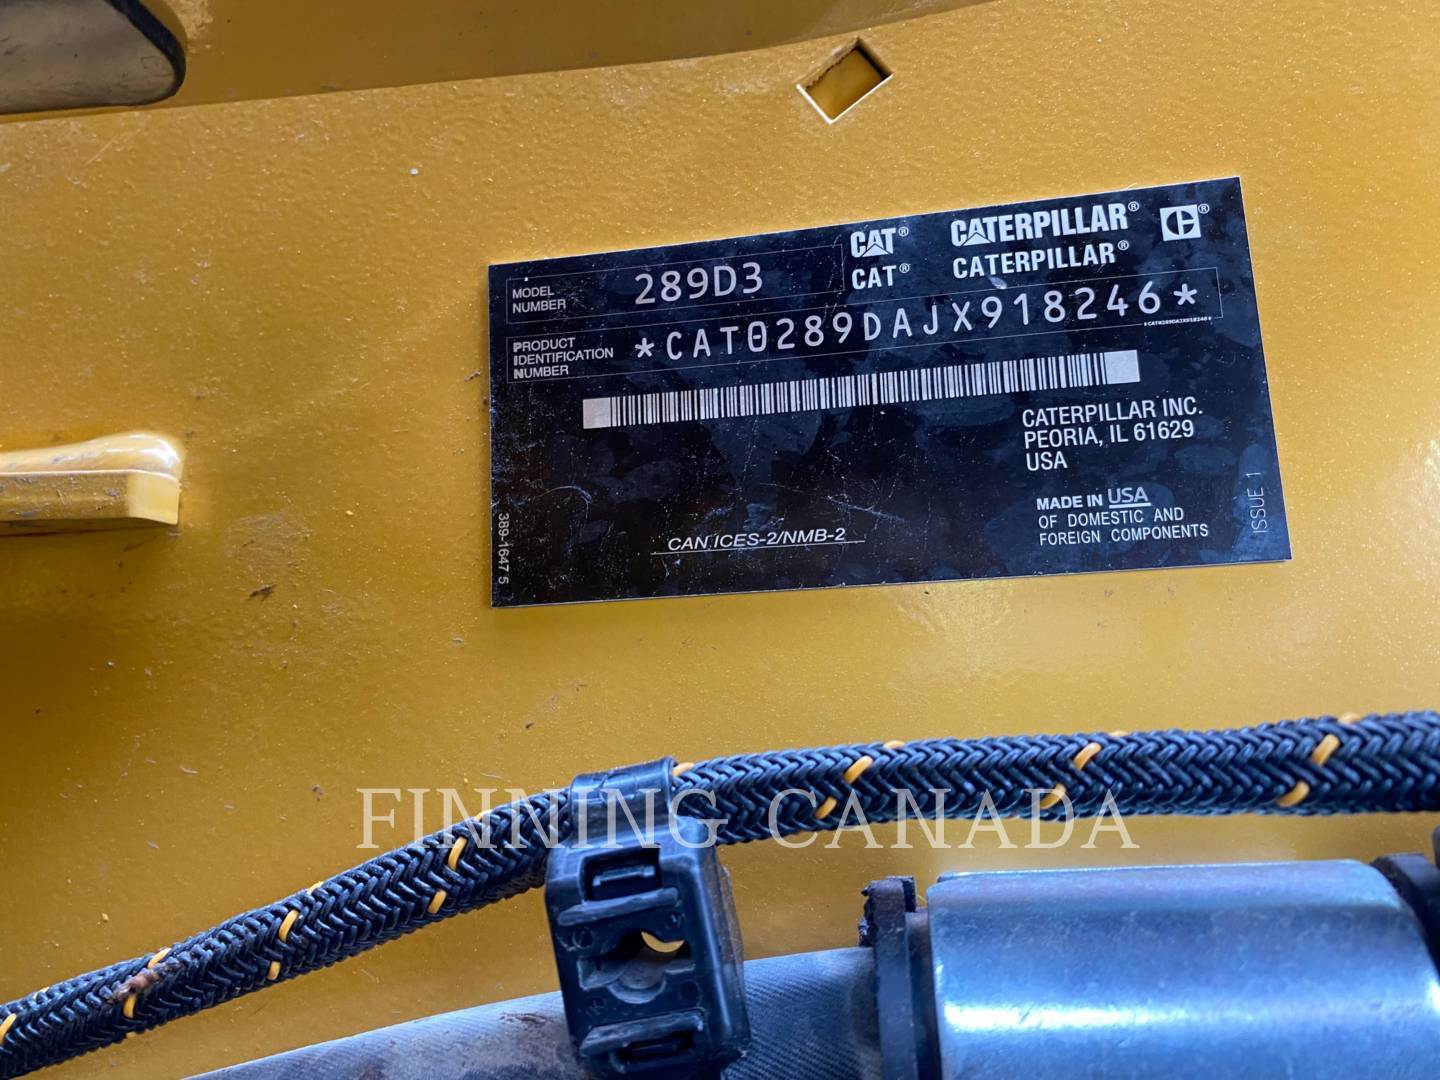 CAT® CATERPILLAR® C®
CAT® CATERPILLAR®
MODEL
NUMBER
289D3
PRODUCT
IDENTIFICATION
NUMBER
*CAT0289DAJX918246*
*CAT0289DAJX918246*
CATERPILLAR INC.
PEORIA, IL 61629
USA
MADE IN USA
OF DOMESTIC AND
FOREIGN COMPONENTS
CAN ICES-2/NMB-2
389-1647 5
ISSUE 1
FINNING CANADA